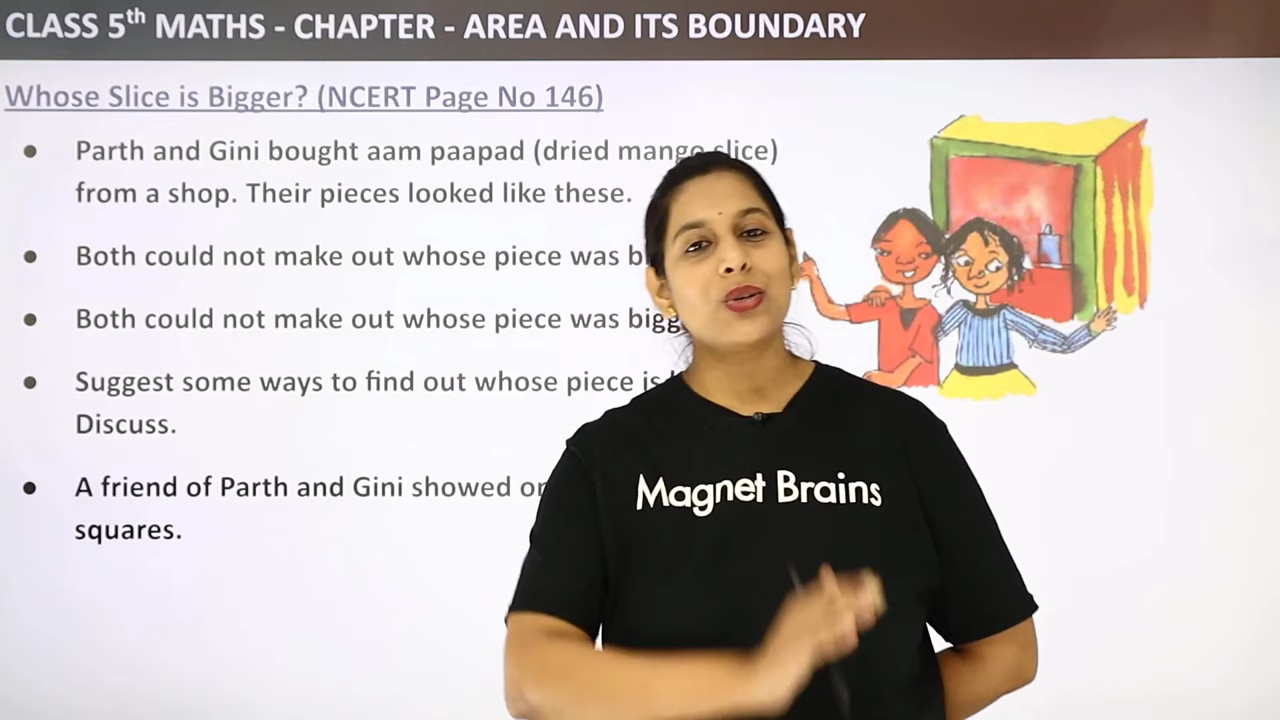 CLASS 5th MATHS - CHAPTER - AREA AND ITS BOUNDARY
Whose Slice is Bigger? (NCERT Page No 146)
• Parth and Gini bought aam paapad (dried mango slice)
from a shop. Their pieces looked like these.
• Both could not make out whose piece was
• Both could not make out whose piece was
• Suggest some ways to find out whose piece is
Discuss.
• A friend of Parth and Gini showed
squares.
Magnet Brains